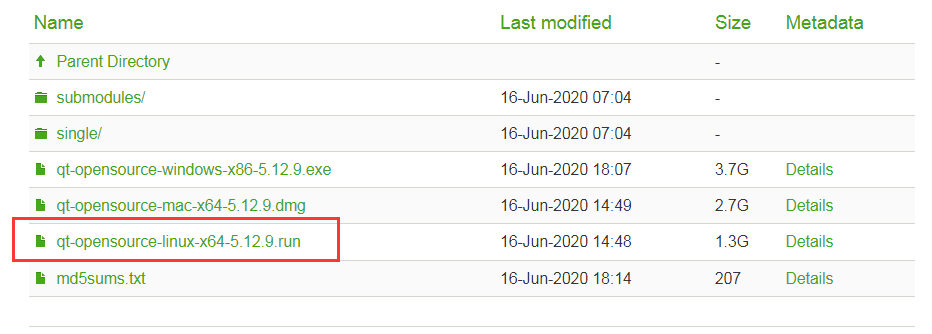 Name Last modified Size Metadata
Parent Directory -
submodules/ 16-Jun-2020 07:04 -
single/ 16-Jun-2020 07:04 -
qt-opensource-windows-x86-5.12.9.exe 16-Jun-2020 18:07 3.7G Details
qt-opensource-mac-x64-5.12.9.dmg 16-Jun-2020 14:49 2.7G Details
qt-opensource-linux-x64-5.12.9.run 16-Jun-2020 14:48 1.3G Details
md5sums.txt 16-Jun-2020 18:14 207 Details